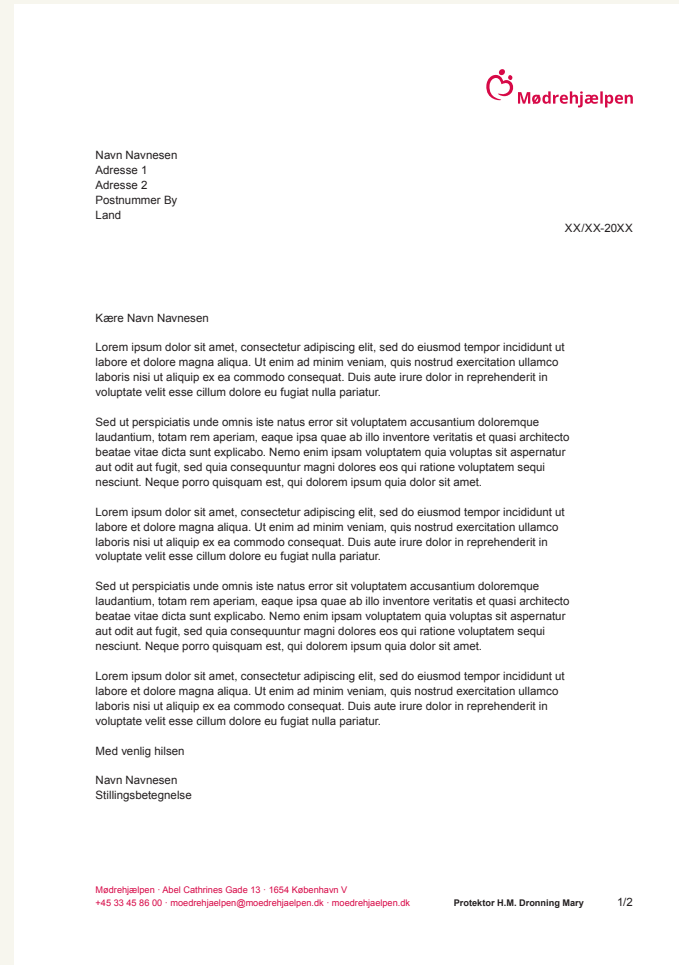 Mødrehjælpen
Navn Navnesen
Adresse 1
Adresse 2
Postnummer By
Land
XX/XX-20XX
Kære Navn Navnesen
Lorem ipsum dolor sit amet, consectetur adipiscing elit, sed do eiusmod tempor incididunt ut
labore et dolore magna aliqua. Ut enim ad minim veniam, quis nostrud exercitation ullamco
laboris nisi ut aliquip ex ea commodo consequat. Duis aute irure dolor in reprehenderit in
voluptate velit esse cillum dolore eu fugiat nulla pariatur.
Sed ut perspiciatis unde omnis iste natus error sit voluptatem accusantium doloremque
laudantium, totam rem aperiam, eaque ipsa quae ab illo inventore veritatis et quasi architecto
beatae vitae dicta sunt explicabo. Nemo enim ipsam voluptatem quia voluptas sit aspernatur
aut odit aut fugit, sed quia consequuntur magni dolores eos qui ratione voluptatem sequi
nesciunt. Neque porro quisquam est, qui dolorem ipsum quia dolor sit amet.
Lorem ipsum dolor sit amet, consectetur adipiscing elit, sed do eiusmod tempor incididunt ut
labore et dolore magna aliqua. Ut enim ad minim veniam, quis nostrud exercitation ullamco
laboris nisi ut aliquip ex ea commodo consequat. Duis aute irure dolor in reprehenderit in
voluptate velit esse cillum dolore eu fugiat nulla pariatur.
Sed ut perspiciatis unde omnis iste natus error sit voluptatem accusantium doloremque
laudantium, totam rem aperiam, eaque ipsa quae ab illo inventore veritatis et quasi architecto
beatae vitae dicta sunt explicabo. Nemo enim ipsam voluptatem quia voluptas sit aspernatur
aut odit aut fugit, sed quia consequuntur magni dolores eos qui ratione voluptatem sequi
nesciunt. Neque porro quisquam est, qui dolorem ipsum quia dolor sit amet.
Lorem ipsum dolor sit amet, consectetur adipiscing elit, sed do eiusmod tempor incididunt ut
labore et dolore magna aliqua. Ut enim ad minim veniam, quis nostrud exercitation ullamco
laboris nisi ut aliquip ex ea commodo consequat. Duis aute irure dolor in reprehenderit in
voluptate velit esse cillum dolore eu fugiat nulla pariatur.
Med venlig hilsen
Navn Navnesen
Stillingsbetegnelse
Mødrehjælpen · Abel Cathrines Gade 13 · 1654 København V
+45 33 45 86 00 · moedrehjaelpen@moedrehjaelpen.dk · moedrehjaelpen.dk
Protektor H.M. Dronning Mary
1/2